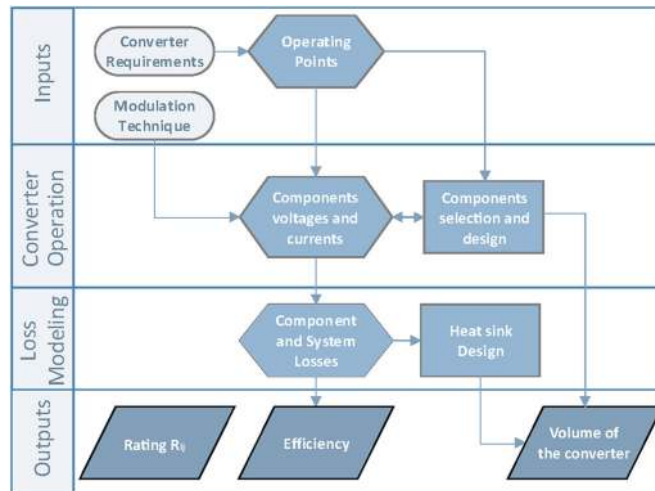 Inputs
Converter
Requirements
Operating
Points
Modulation
Technique
Converter
Operation
Components
voltages and
currents
Components
selection and
design
Loss
Modeling
Component
and System
Losses
Heat sink
Design
Outputs
Rating Rij
Efficiency
Volume of
the converter